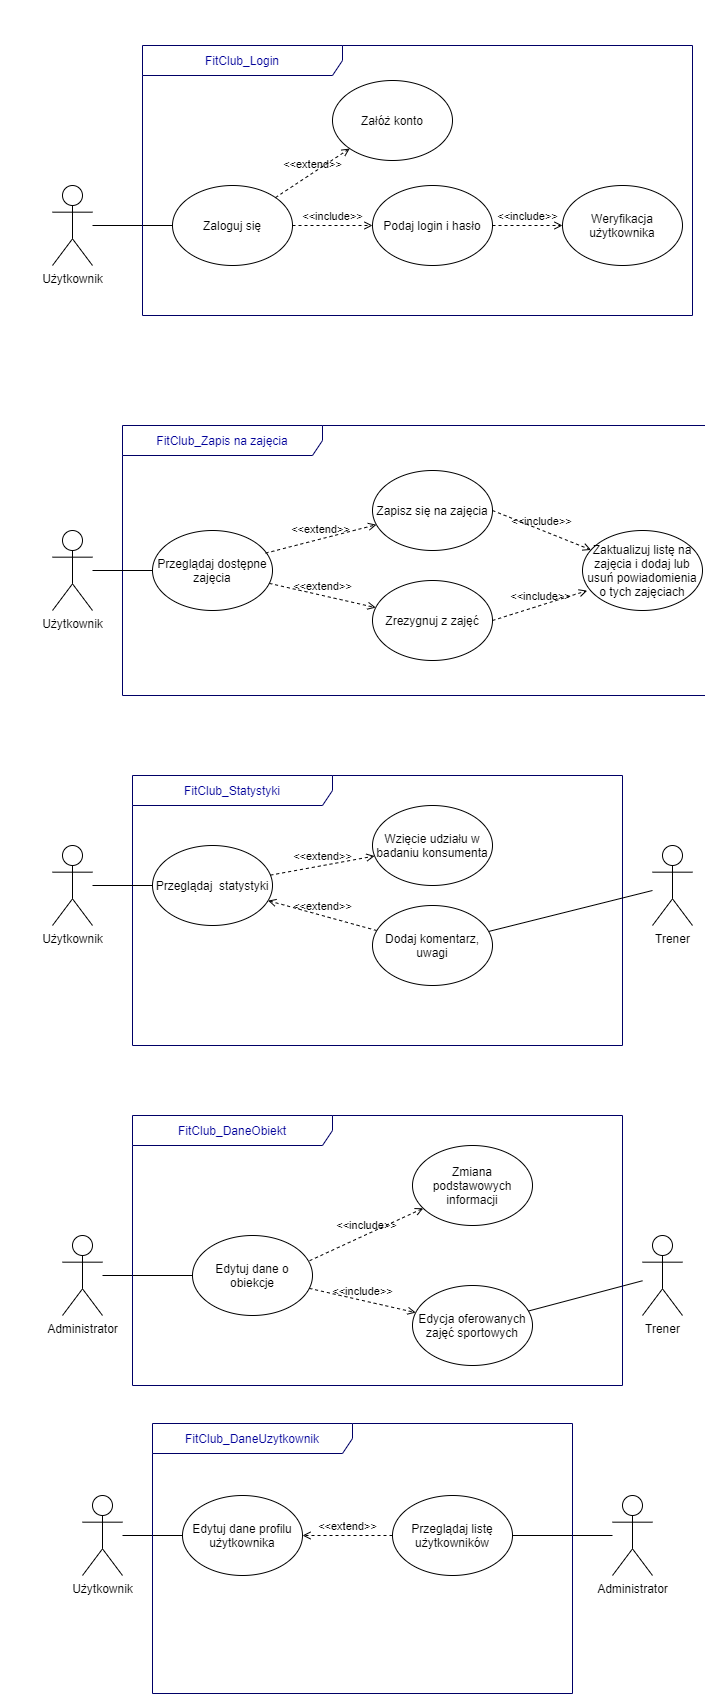 FitClub_Login
Załóż konto
<<extend>>
Zaloguj się
<<include>>
Podaj login i hasło
<<include>>
Weryfikacja
użytkownika
Użytkownik
FitClub_Zapis na zajęcia
Zapisz się na zajęcia
<<extend>>
<<include>>
Przeglądaj dostępne
zajęcia
Zaktualizuj listę na
zajęcia i dodaj lub
usuń powiadomienia
o tych zajęciach
<<extend>>
<<include>>
Zrezygnuj z zajęć
Użytkownik
FitClub_Statystyki
Wzięcie udziału w
badaniu konsumenta
<<extend>>
Przeglądaj statystyki
<<extend>>
Dodaj komentarz,
uwagi
Użytkownik
Trener
FitClub_DaneObiekt
Zmiana
podstawowych
informacji
<<include>>
Edytuj dane o
obiekcje
<<include>>
Edycja oferowanych
zajęć sportowych
Administrator
Trener
FitClub_DaneUzytkownik
Edytuj dane profilu
użytkownika
<<extend>>
Przeglądaj listę
użytkowników
Użytkownik
Administrator